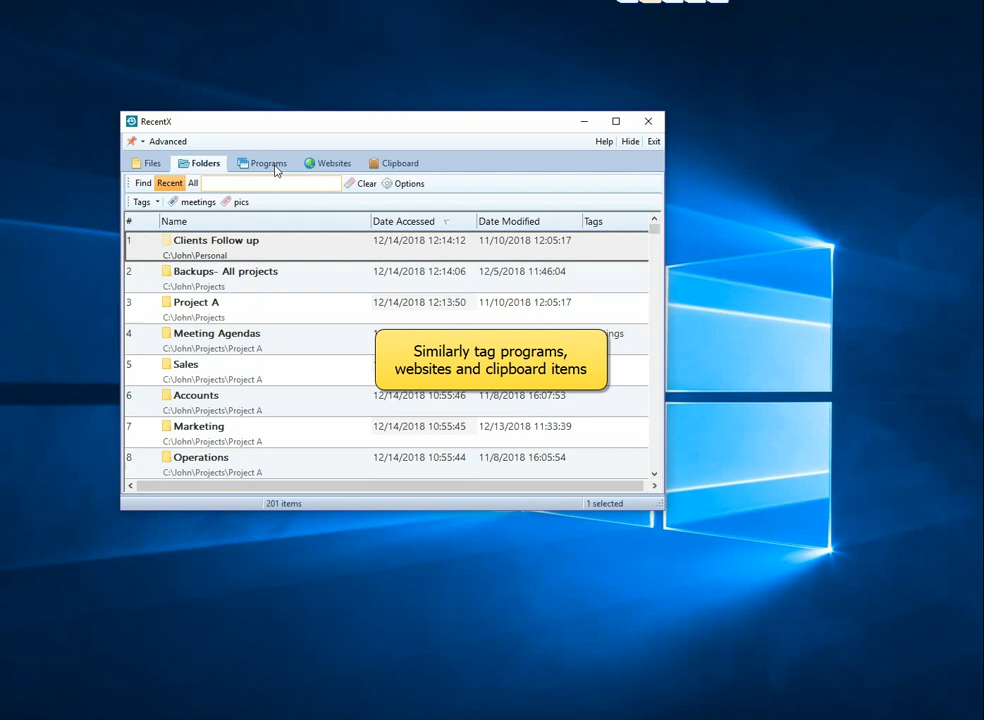 RecentX
Advanced Help Hide Exit
Files Folders Programs Websites Clipboard
Find Recent All Clear Options
Tags meetings pics
# Name Date Accessed Date Modified Tags
1 Clients Follow up 12/14/2018 12:14:12 11/10/2018 12:05:17
C:\John\Personal
2 Backups- All projects 12/14/2018 12:14:06 12/5/2018 11:46:04
C:\John\Projects
3 Project A 12/14/2018 12:13:50 11/10/2018 12:05:17
C:\John\Projects
4 Meeting Agendas
C:\John\Projects\Project A
Similarly tag programs,
websites and clipboard items
5 Sales
C:\John\Projects\Project A
6 Accounts 12/14/2018 10:55:46 11/8/2018 16:07:53
C:\John\Projects\Project A
7 Marketing 12/14/2018 10:55:45 12/13/2018 11:33:39
C:\John\Projects\Project A
8 Operations 12/14/2018 10:55:44 11/8/2018 16:05:54
C:\John\Projects\Project A
201 items 1 selected